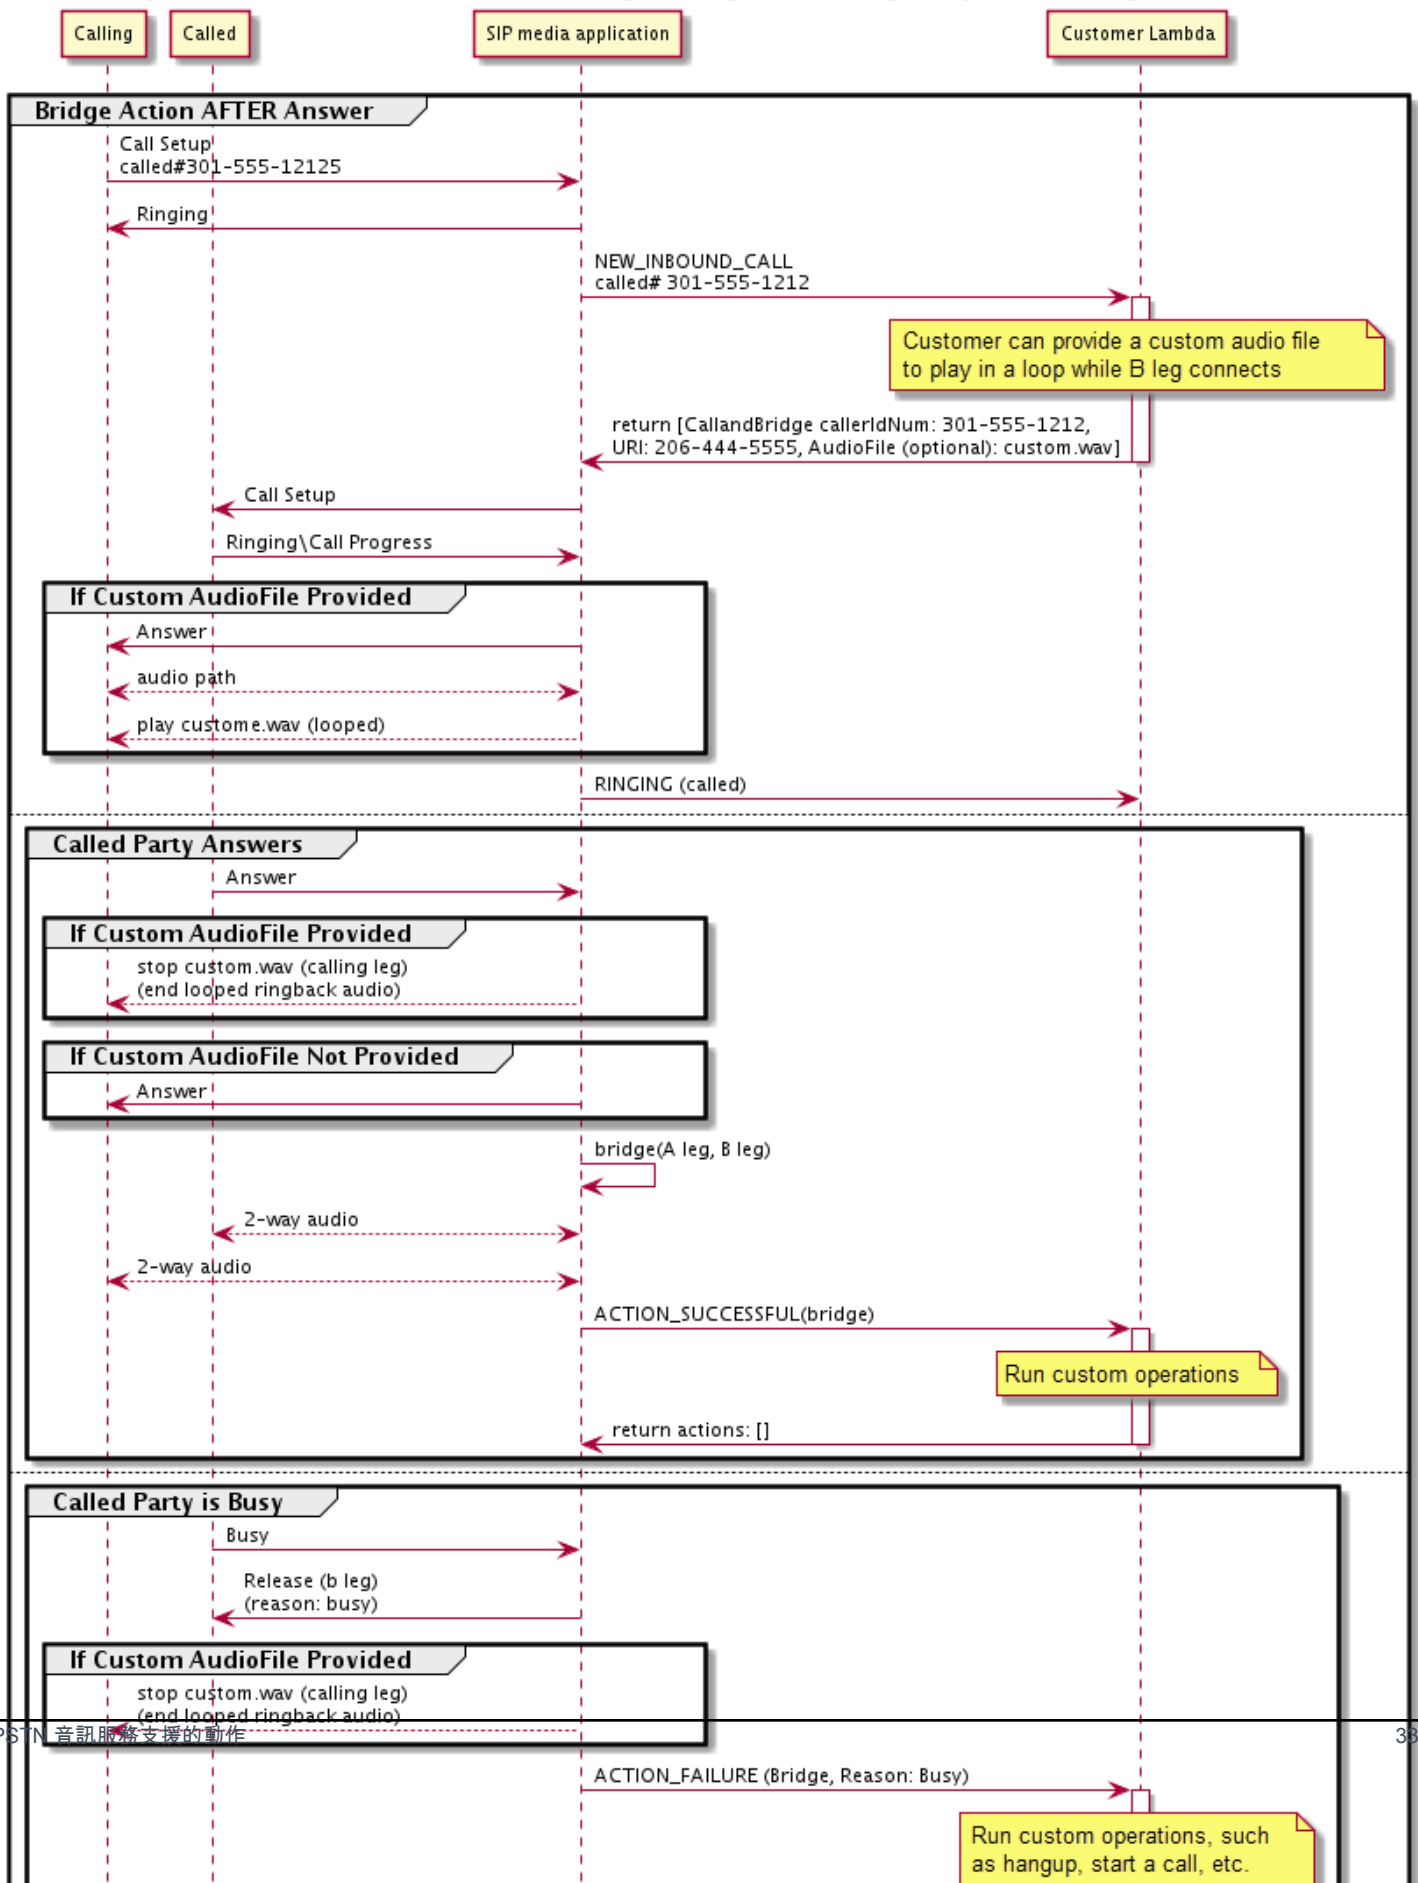 Calling
Called
SIP media application
Customer Lambda
Bridge Action AFTER Answer
Call Setup
called#301-555-12125
Ringing
NEW_INBOUND_CALL
called# 301-555-1212
Customer can provide a custom audio file
to play in a loop while B leg connects
return [CallandBridge callerIdNum: 301-555-1212,
URI: 206-444-5555, AudioFile (optional): custom.wav]
Call Setup
Ringing\Call Progress
If Custom AudioFile Provided
Answer
audio path
play custome.wav (looped)
RINGING (called)
Called Party Answers
Answer
If Custom AudioFile Provided
stop custom.wav (calling leg)
(end looped ringback audio)
If Custom AudioFile Not Provided
Answer
bridge(A leg, B leg)
2-way audio
2-way audio
ACTION_SUCCESSFUL(bridge)
Run custom operations
return actions: []
Called Party is Busy
Busy
Release (b leg)
(reason: busy)
If Custom AudioFile Provided
stop custom.wav (calling leg)
(end looped ringback audio)
PSTN 音訊服務支援的動作
ACTION_FAILURE (Bridge, Reason: Busy)
Run custom operations, such
as hangup, start a call, etc.